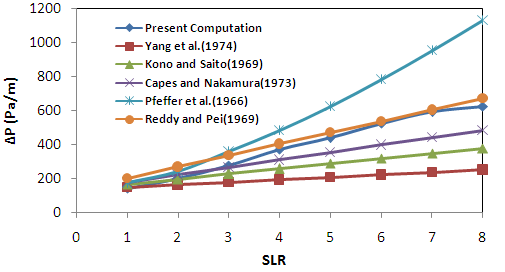 1200
1000
800
600
400
200
0
ΔP (Pa/m)
Present Computation
Yang et al.(1974)
Kono and Saito(1969)
Capes and Nakamura(1973)
Pfeffer et al.(1966)
Reddy and Pei(1969)
0 1 2 3 4 5 6 7 8
SLR